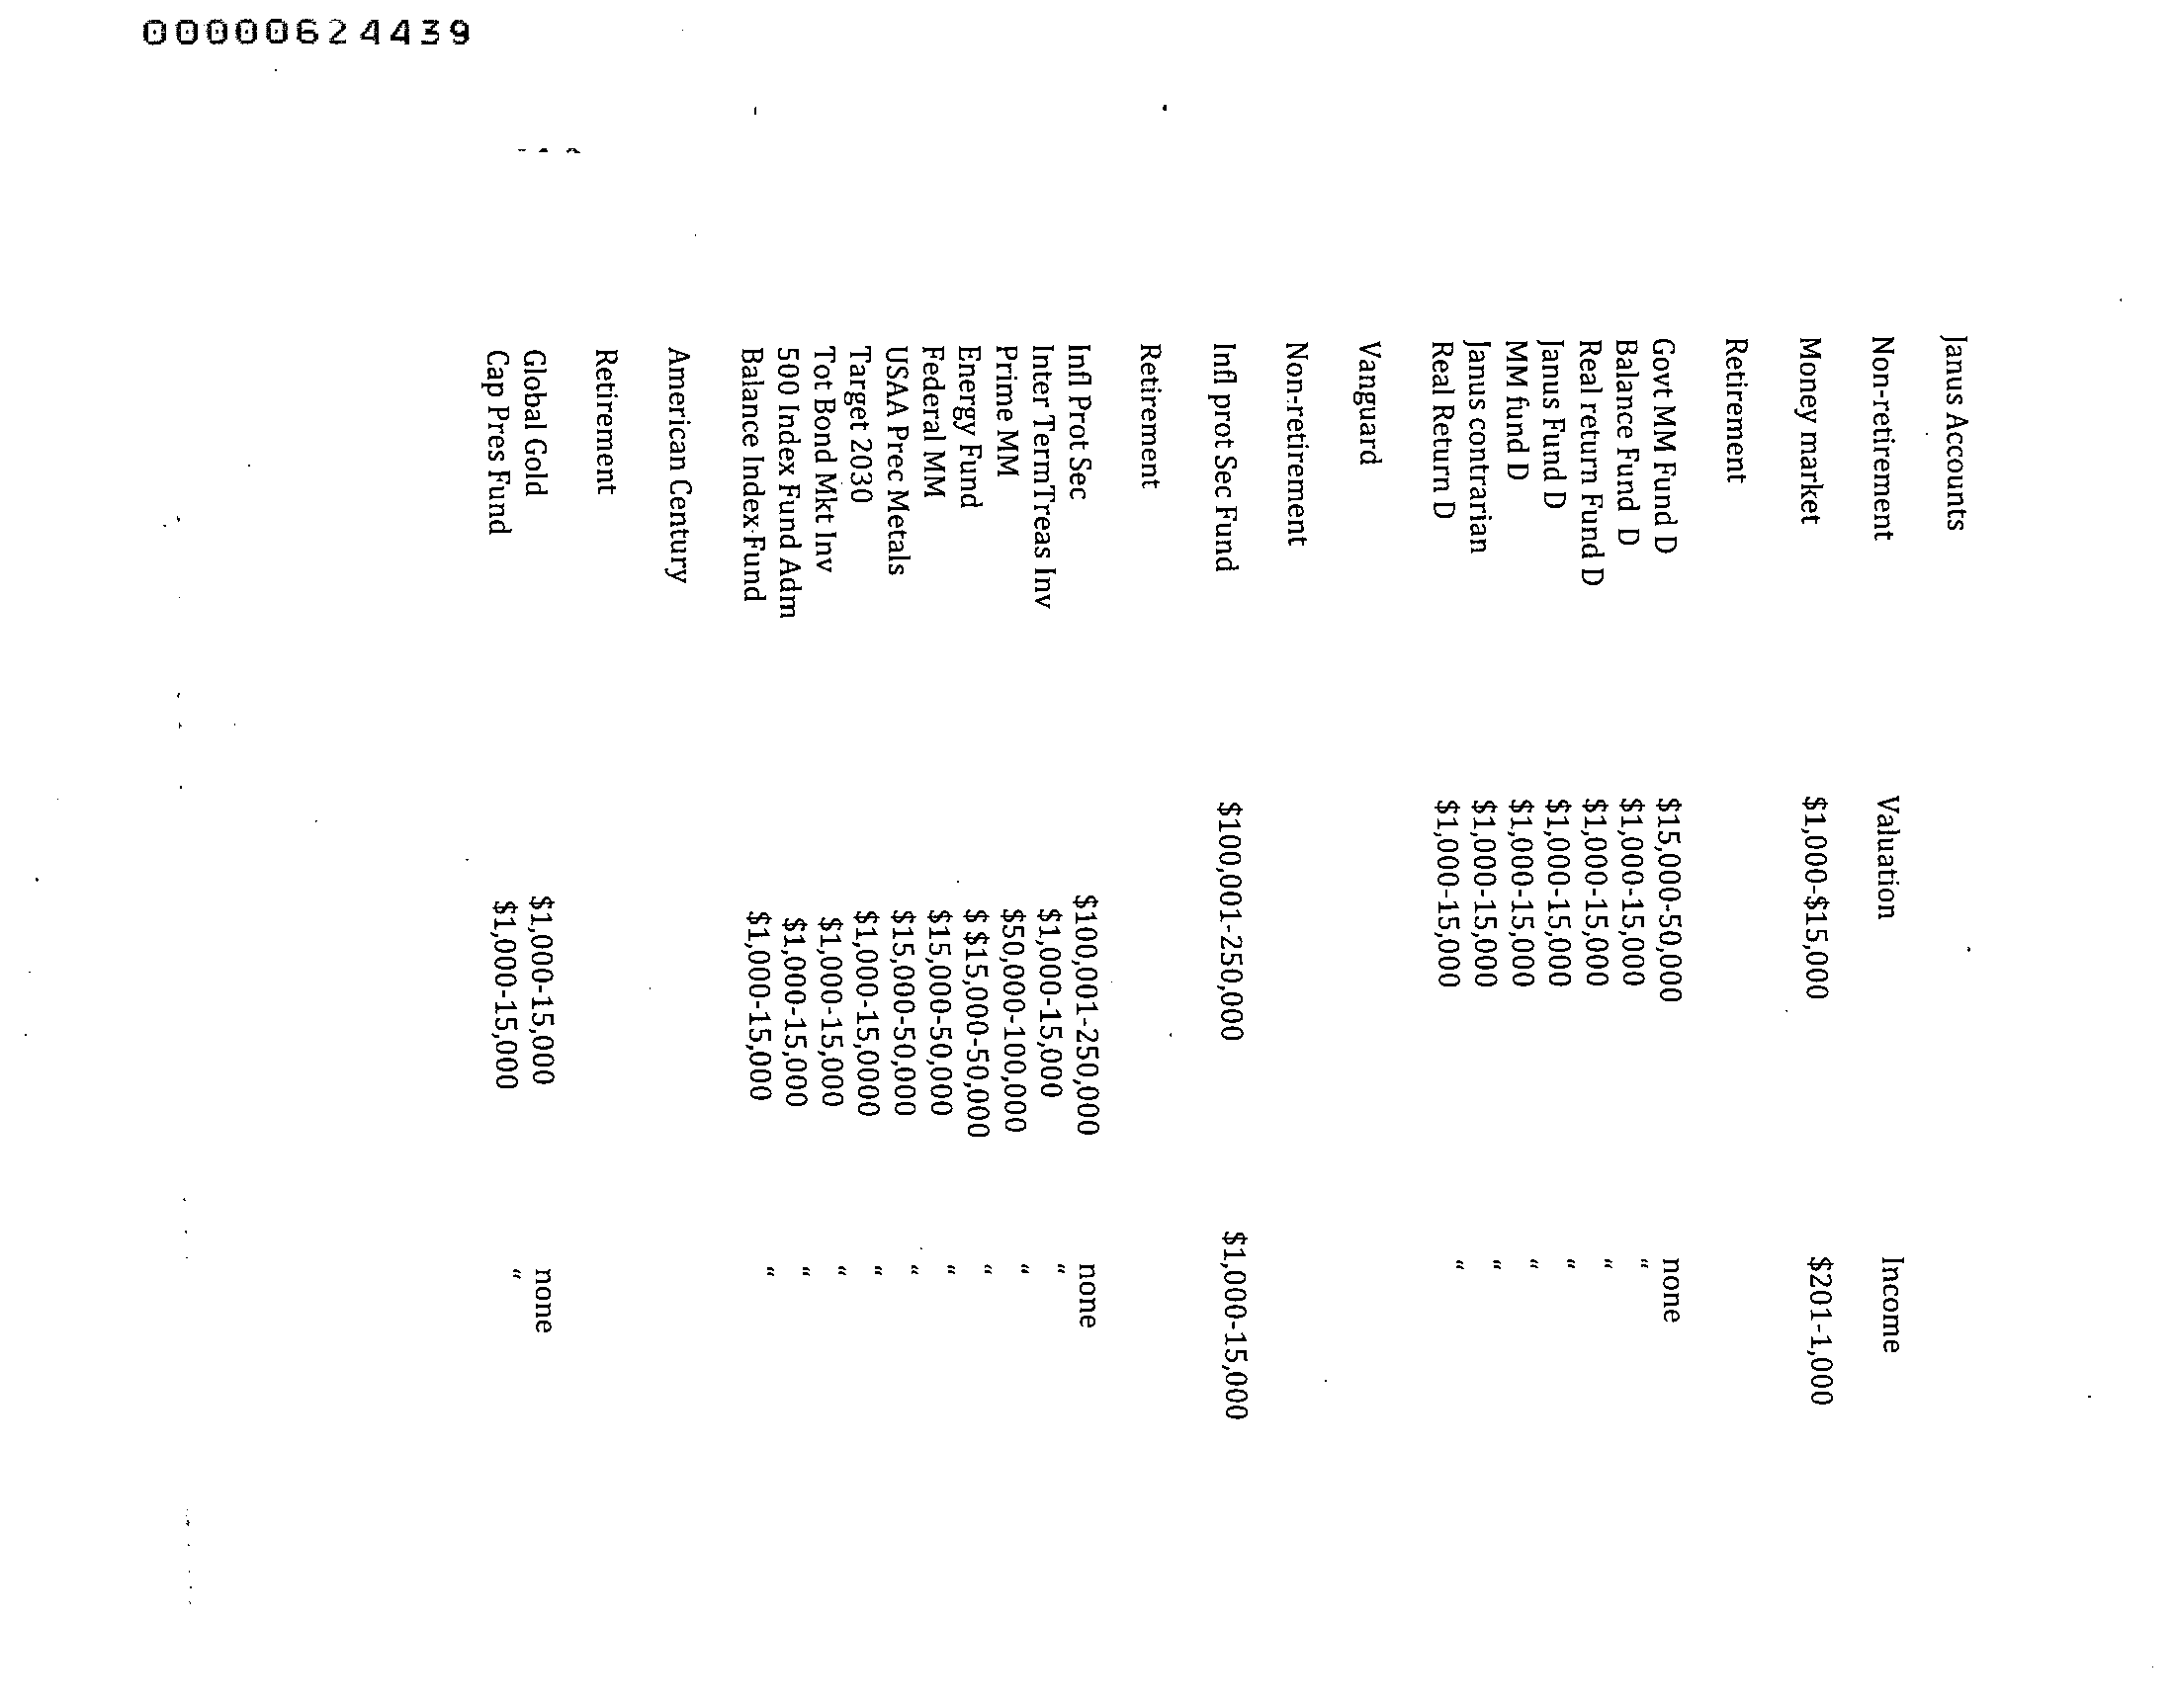 00000624439
Janus Accounts
Non-retirement Valuation Income
Money market $1,000-$15,000 $201-1,000
Retirement
Govt MM Fund D $15,000-50,000 none
Balance Fund D $1,000-15,000 "
Real return Fund D $1,000-15,000 "
Janus Fund D $1,000-15,000 "
MM fund D $1,000-15,000 "
Janus contrarian $1,000-15,000 "
Real Return D $1,000-15,000 "
Vanguard
Non-retirement
Infl prot Sec Fund $100,001-250,000 $1,000-15,000
Retirement
Infl Prot Sec $100,001-250,000 none
Inter TermTreas Inv $1,000-15,000 "
Prime MM $50,000-100,000 "
Energy Fund $ $15,000-50,000 "
Federal MM $15,000-50,000 "
USAA Prec Metals $15,000-50,000 "
Target 2030 $1,000-15,0000 "
Tot Bond Mkt Inv $1,000-15,000 "
500 Index Fund Adm $1,000-15,000 "
Balance Index Fund $1,000-15,000 "
American Century
Retirement
Global Gold $1,000-15,000 none
Cap Pres Fund $1,000-15,000 "